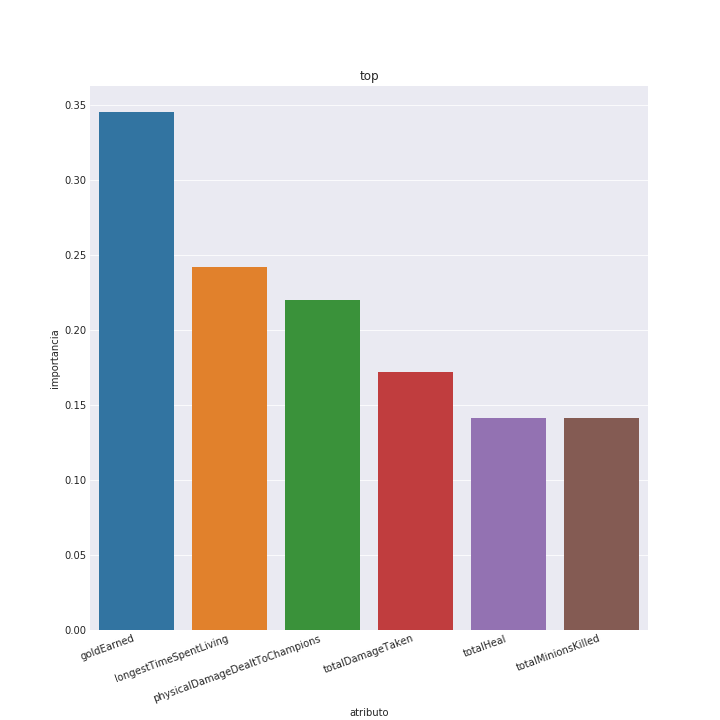 top
importancia
0.35
0.30
0.25
0.20
0.15
0.10
0.05
0.00
goldEarned
longestTimeSpentLiving
physicalDamageDealtToChampions
totalDamageTaken
totalHeal
totalMinionsKilled
atributo